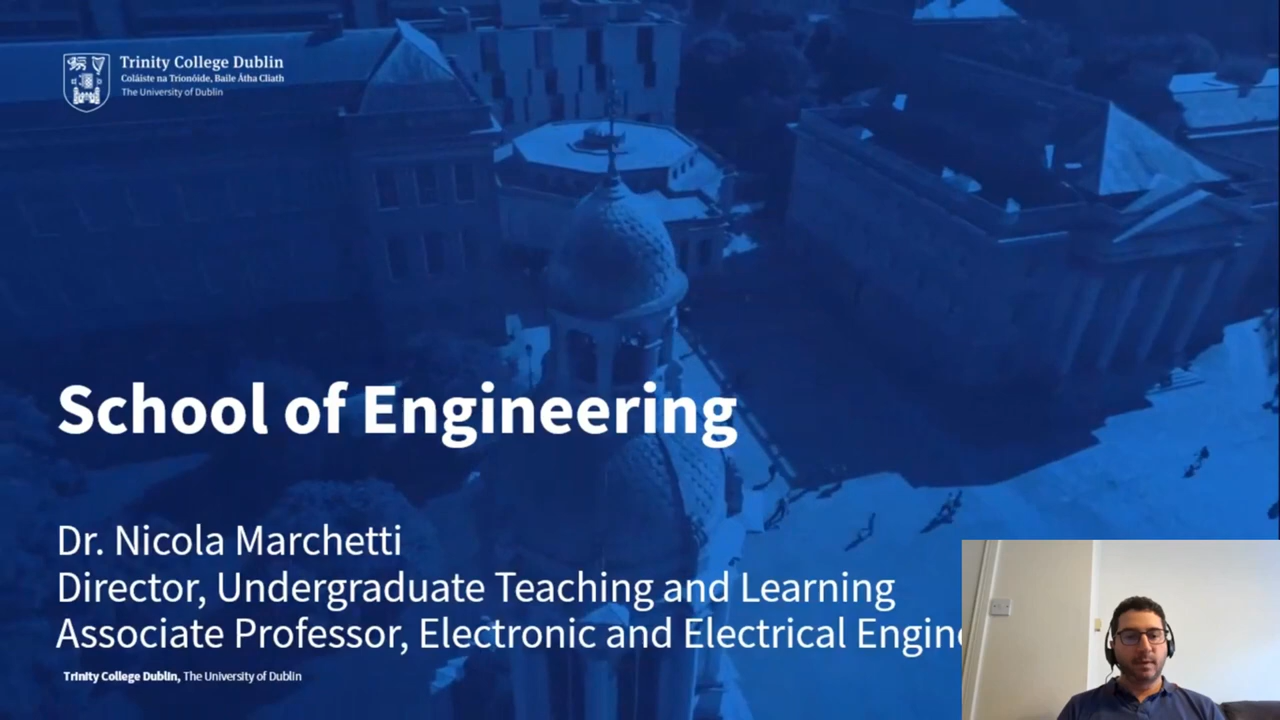 Trinity College Dublin
Coláiste na Tríonóide, Baile Átha Cliath
The University of Dublin
School of Engineering
Dr. Nicola Marchetti
Director, Undergraduate Teaching and Learning
Associate Professor, Electronic and Electrical Engine
Trinity College Dublin, The University of Dublin